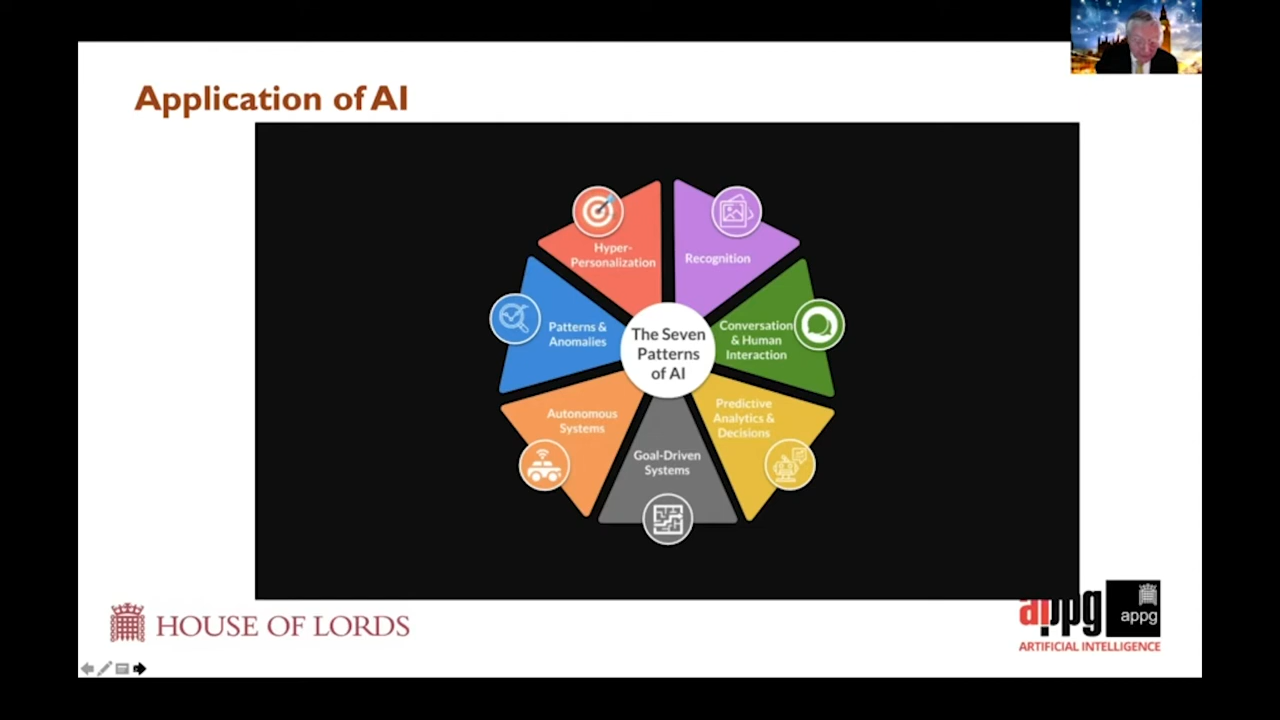 Application of AI
Hyper-
Personalization
Recognition
Patterns &
Anomalies
The Seven
Patterns
of AI
Conversation
& Human
Interaction
Autonomous
Systems
Predictive
Analytics &
Decisions
Goal-Driven
Systems
HOUSE OF LORDS
appg
appg
ARTIFICIAL INTELLIGENCE